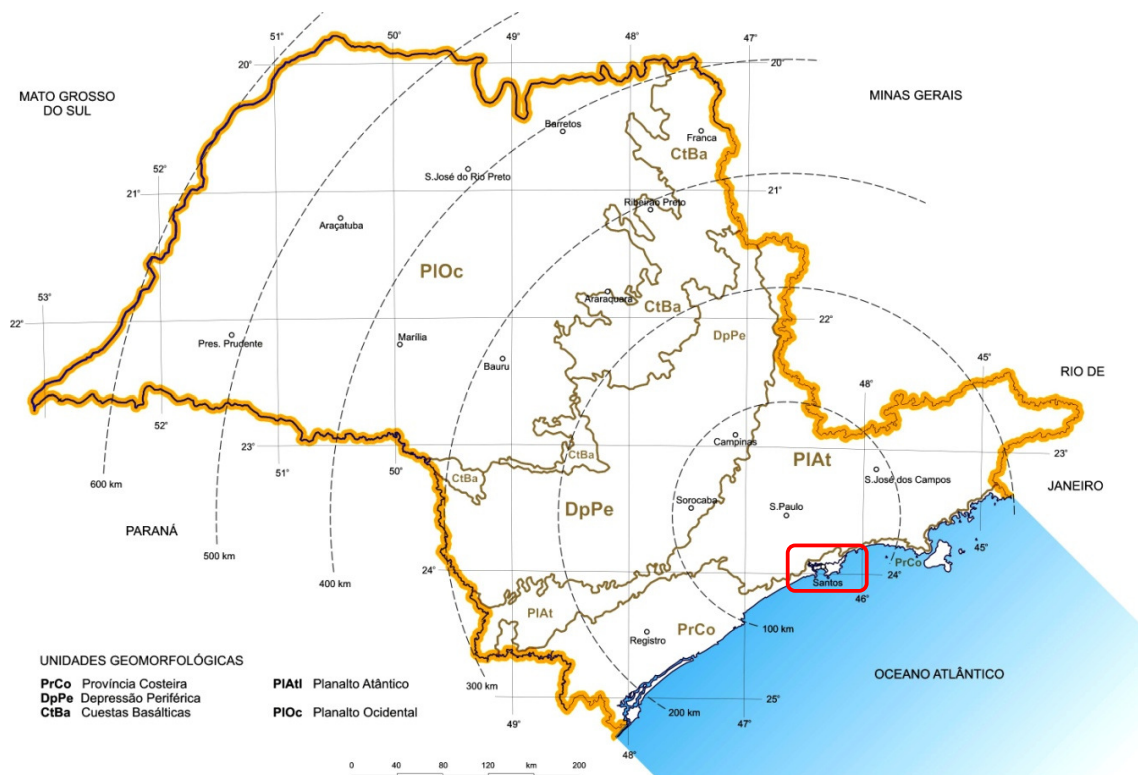 51°
50°
49°
48°
47°
20°
20°
MATO GROSSO
DO SUL
MINAS GERAIS
Barretos
Franca
CtBa
52°
S.José do Rio Preto
21°
21°
Ribeirão Preto
Araçatuba
PlOc
Araraquara
CtBa
53°
22°
22°
DpPe
Pres. Prudente
Marília
Bauru
45°
48°
RIO DE
52°
Campinas
23°
23°
PlAt
51°
50°
CtBa
CtBa
S.José dos Campos
JANEIRO
600 km
Sorocaba
S.Paulo
DpPe
PARANÁ
500 km
45°
PrCo
400 km
24°
24°
Santos
46°
PlAt
PrCo
100 km
Registro
UNIDADES GEOMORFOLÓGICAS
OCEANO ATLÂNTICO
PrCo Província Costeira
PlAtl Planalto Atântico
300 km
DpPe Depressão Periférica
25°
CtBa Cuestas Basálticas
PlOc Planalto Ocidental
200 km
49°
47°
48°
0 40 80 120 km 200